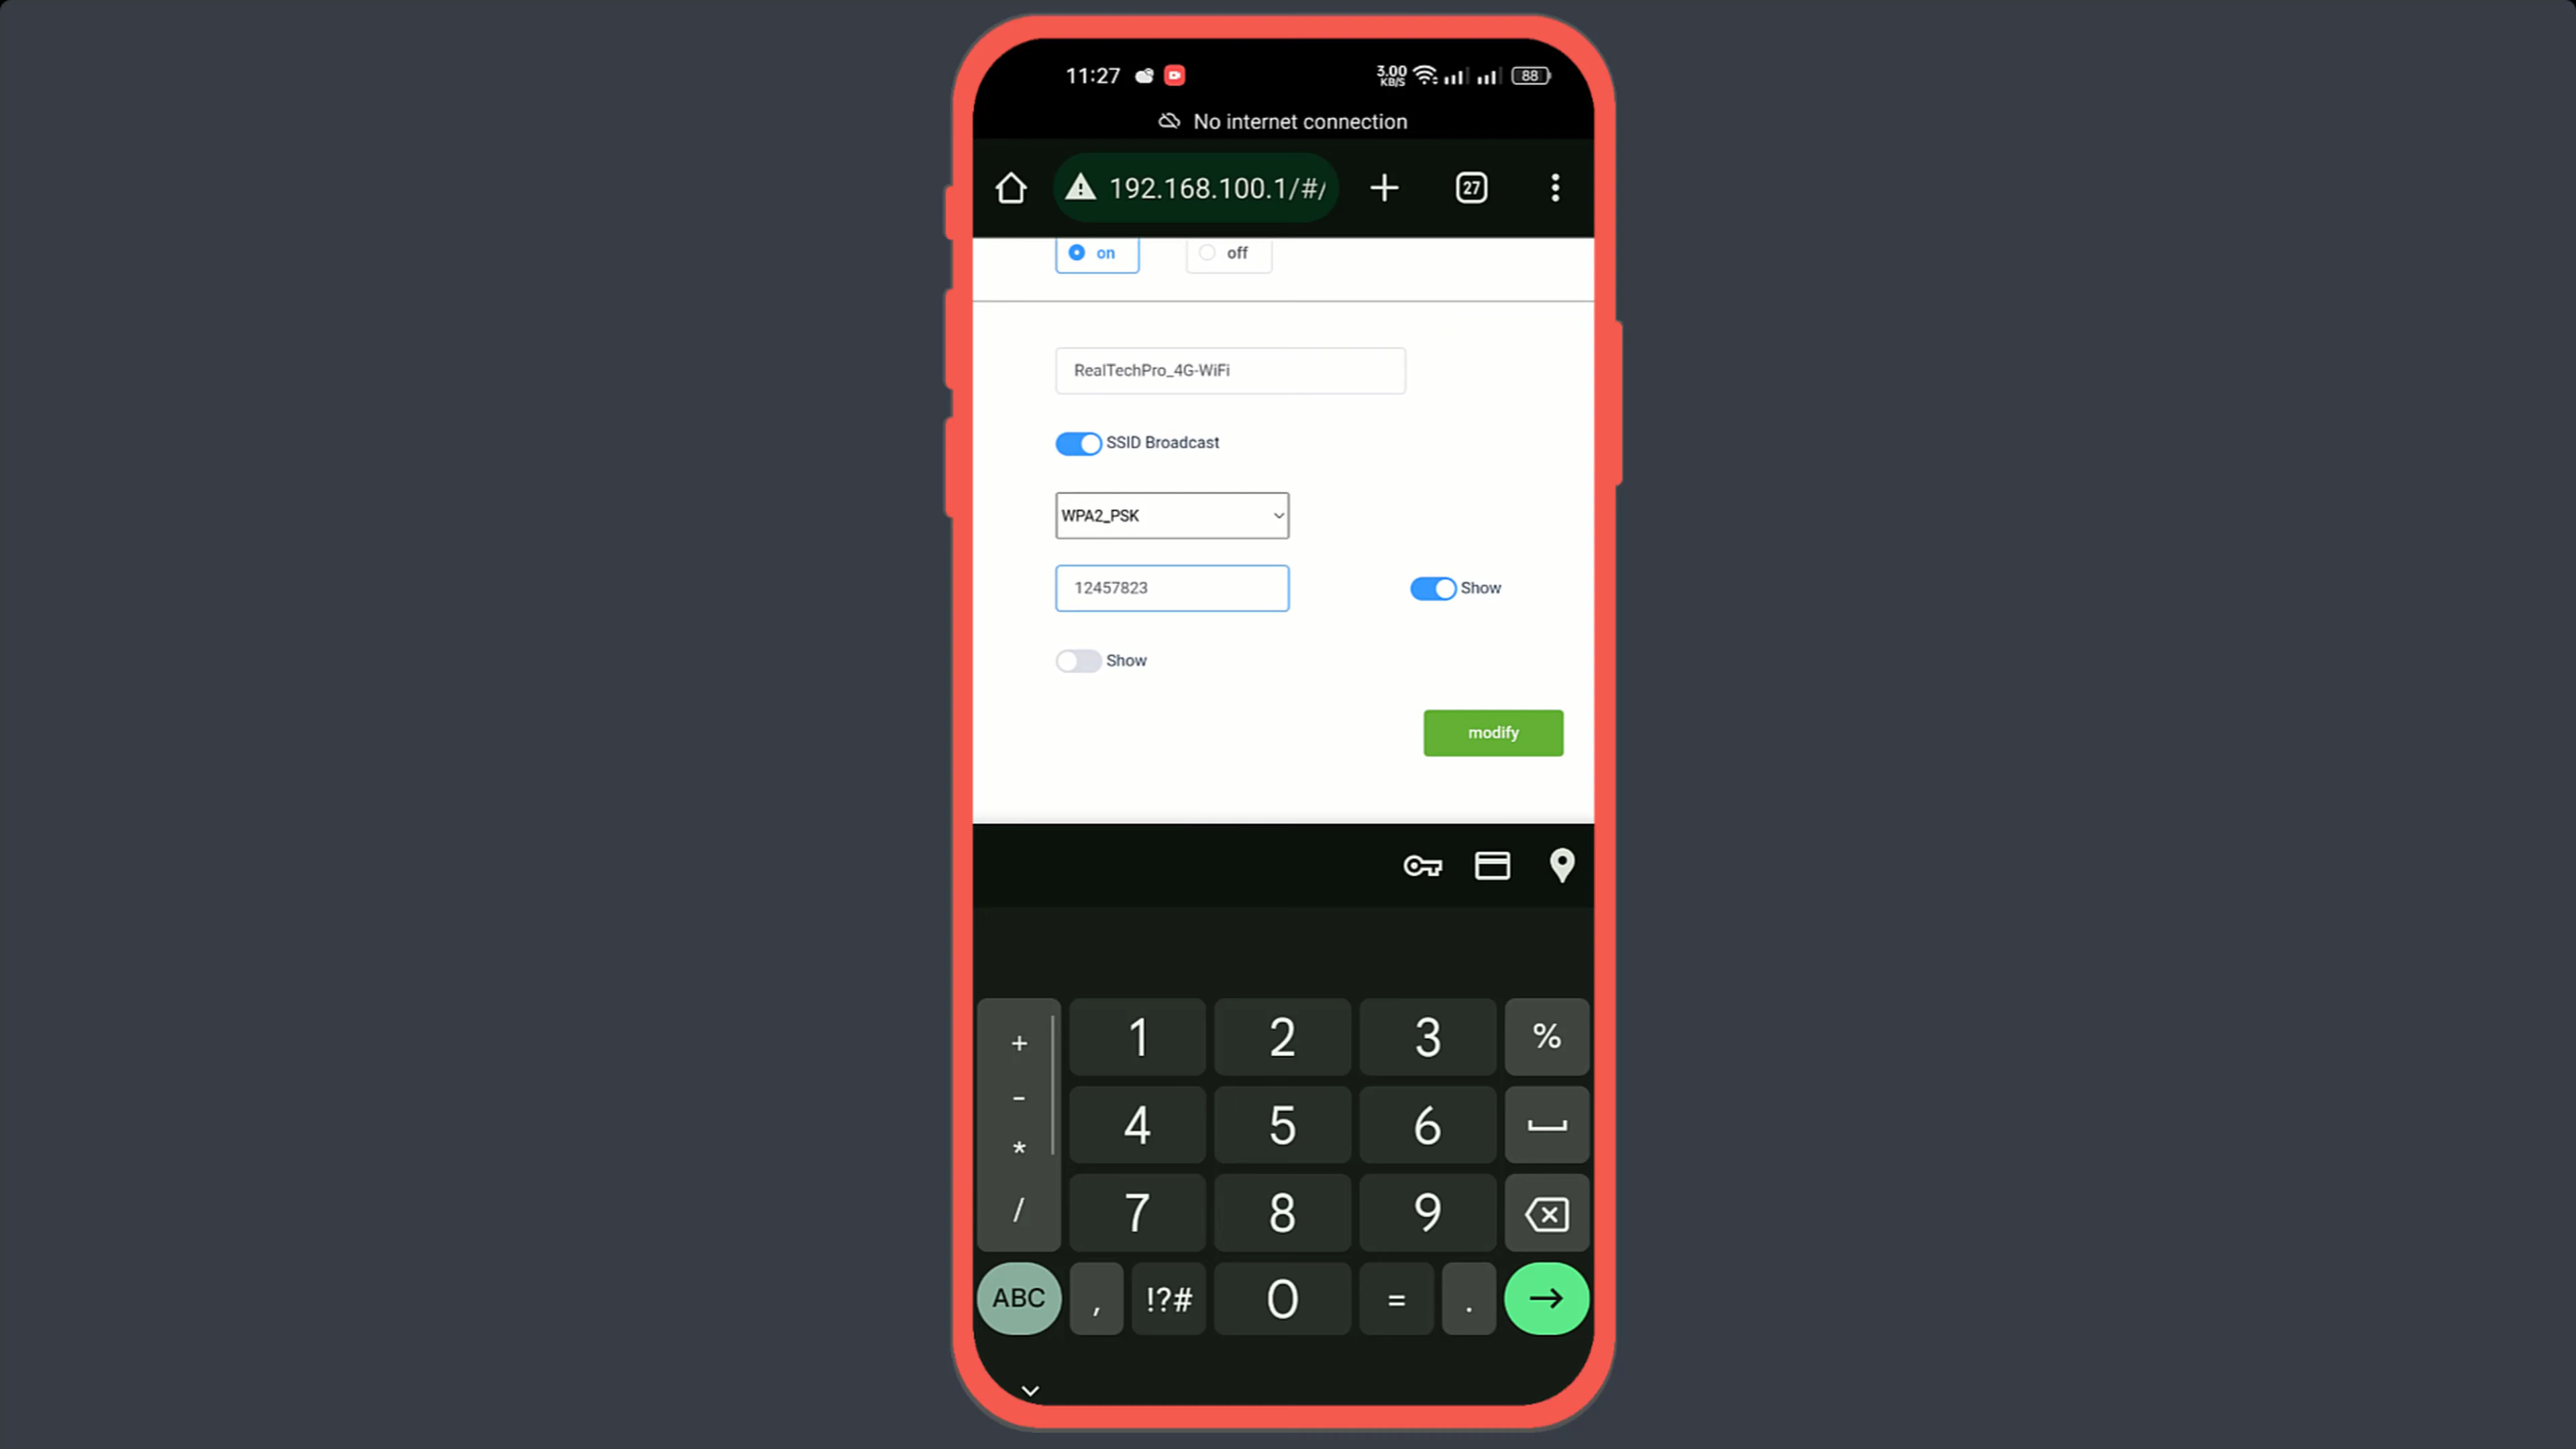 11:27 3.00 KB/S 88
No internet connection
192.168.100.1/#/ 27
on off
RealTechPro_4G-WiFi
SSID Broadcast
WPA2_PSK
12457823 Show
Show
modify
+ 1 2 3 %
- 4 5 6
*
/ 7 8 9
ABC , !?# 0 = .